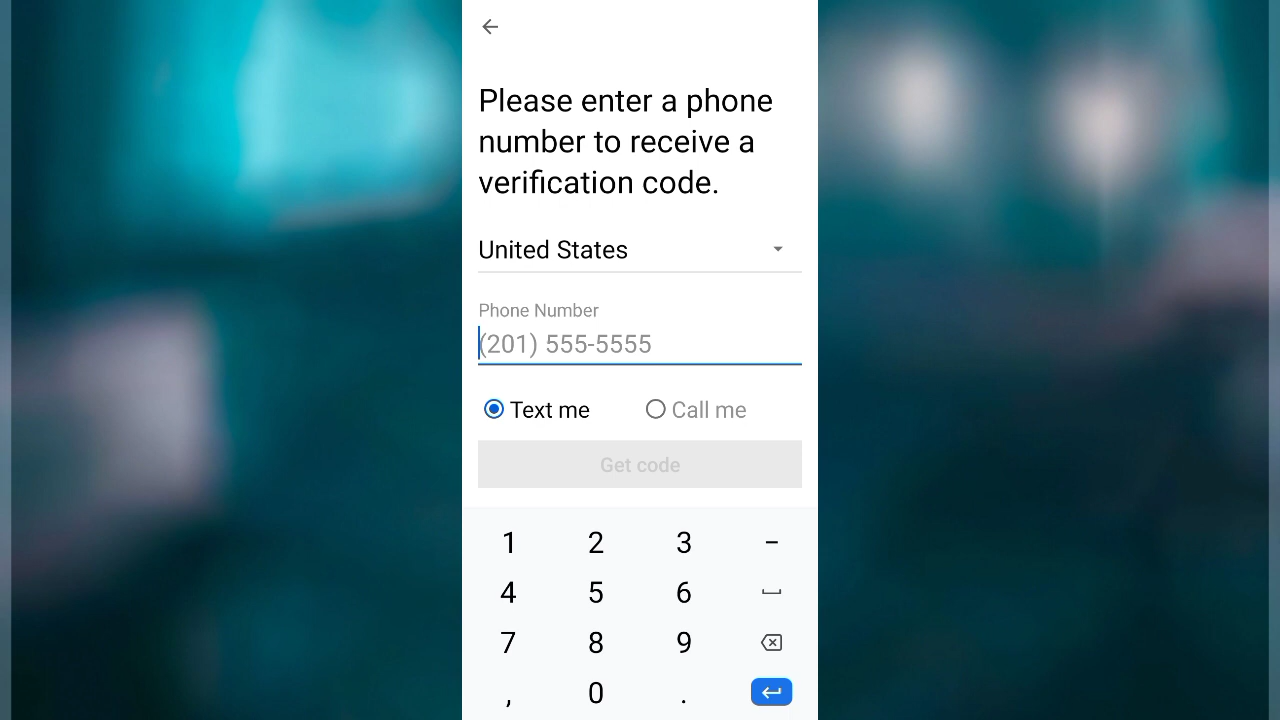 Please enter a phone
number to receive a
verification code.
United States
Phone Number
(201) 555-5555
Text me
Call me
Get code
1 2 3 -
4 5 6
7 8 9
, 0 .